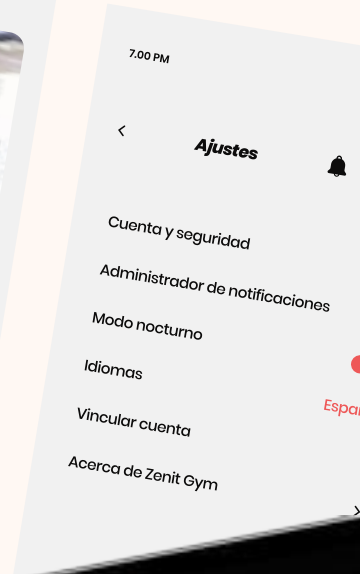 7.00 PM
Ajustes
Cuenta y seguridad
Administrador de notificaciones
Modo nocturno
Idiomas
Vincular cuenta
Acerca de Zenit Gym